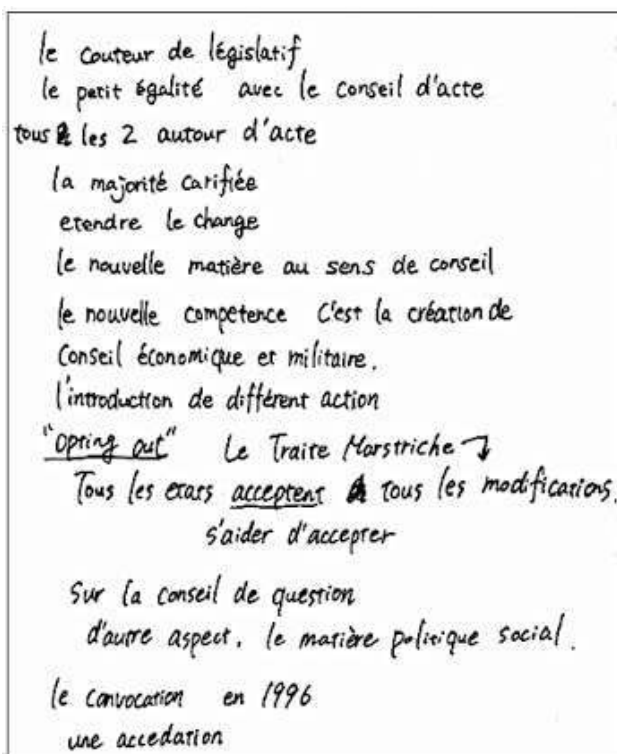 le couteur de législatif
le petit égalité avec le conseil d'acte
tous les 2 autour d'acte
la majorité carifiée
etendre le change
le nouvelle matière au sens de conseil
le nouvelle competence C'est la création de
Conseil économique et militaire.
l'introduction de différent action
"opting out" Le Traite Marstriche
Tous les etats acceptent tous les modifications.
s'aider d'accepter
Sur la conseil de question
d'autre aspect. le matière politique social.
le convocation en 1996
une accedation